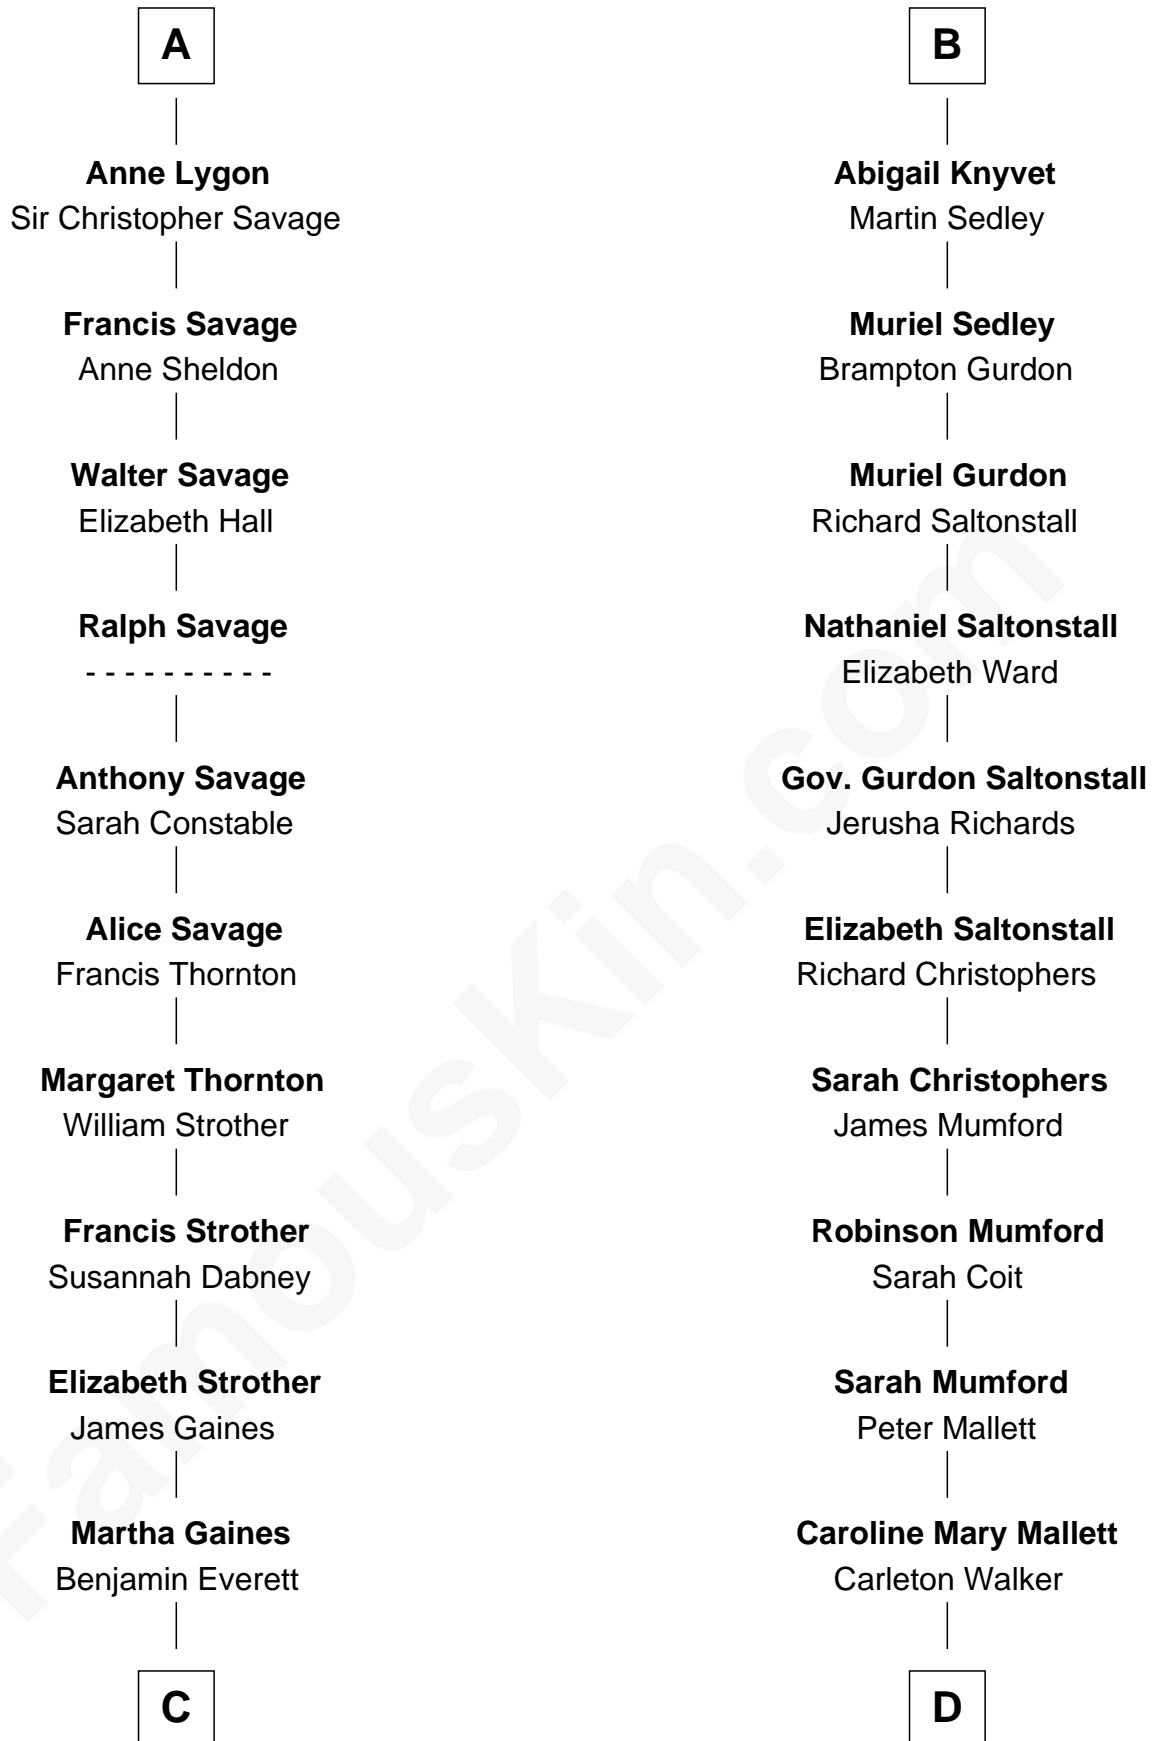 A
Anne Lygon
Sir Christopher Savage
Francis Savage
Anne Sheldon
Walter Savage
Elizabeth Hall
Ralph Savage
- - - - - - - - - -
Anthony Savage
Sarah Constable
Alice Savage
Francis Thornton
Margaret Thornton
William Strother
Francis Strother
Susannah Dabney
Elizabeth Strother
James Gaines
Martha Gaines
Benjamin Everett
C
B
Abigail Knyvet
Martin Sedley
Muriel Sedley
Brampton Gurdon
Muriel Gurdon
Richard Saltonstall
Nathaniel Saltonstall
Elizabeth Ward
Gov. Gurdon Saltonstall
Jerusha Richards
Elizabeth Saltonstall
Richard Christophers
Sarah Christophers
James Mumford
Robinson Mumford
Sarah Coit
Sarah Mumford
Peter Mallett
Caroline Mary Mallett
Carleton Walker
D
FamousKin.com